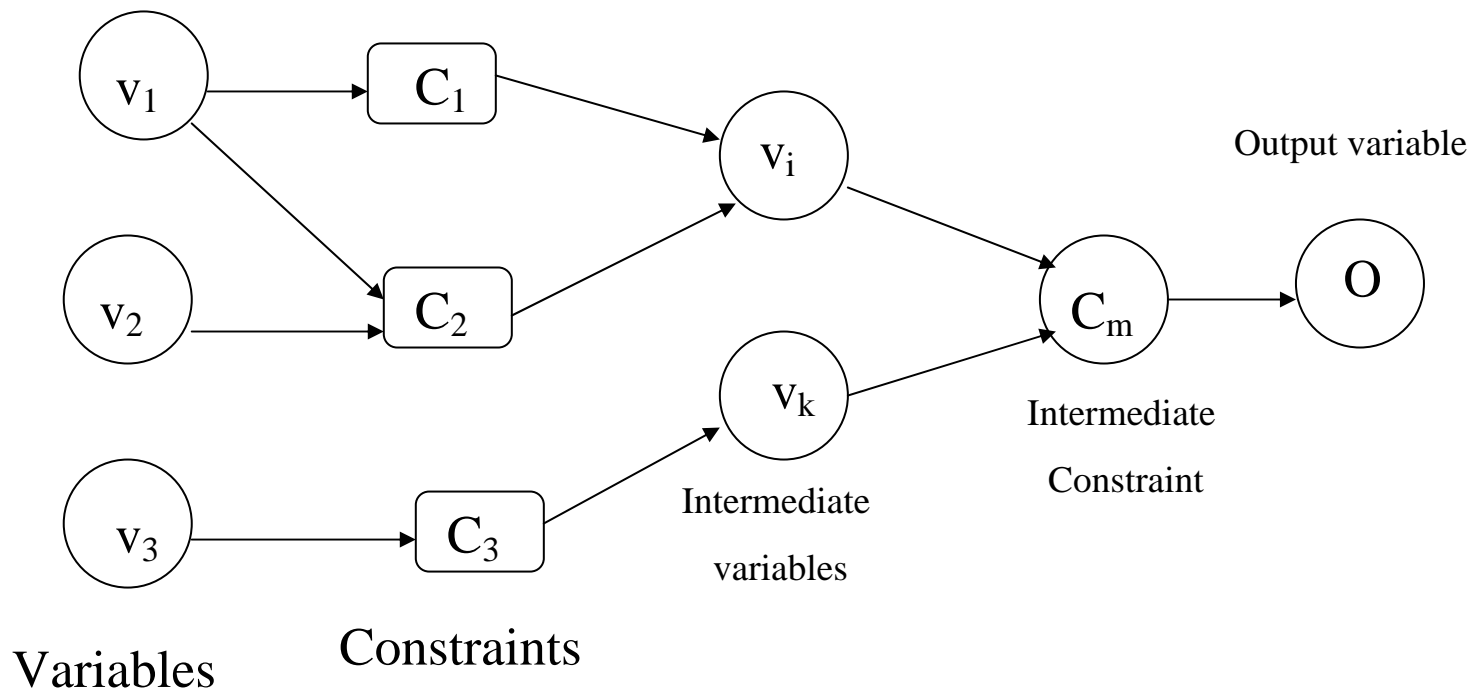 v1
C1
vi
Output variable
v2
C2
Cm
O
vk
Intermediate
Constraint
v3
C3
Intermediate
variables
Variables
Constraints